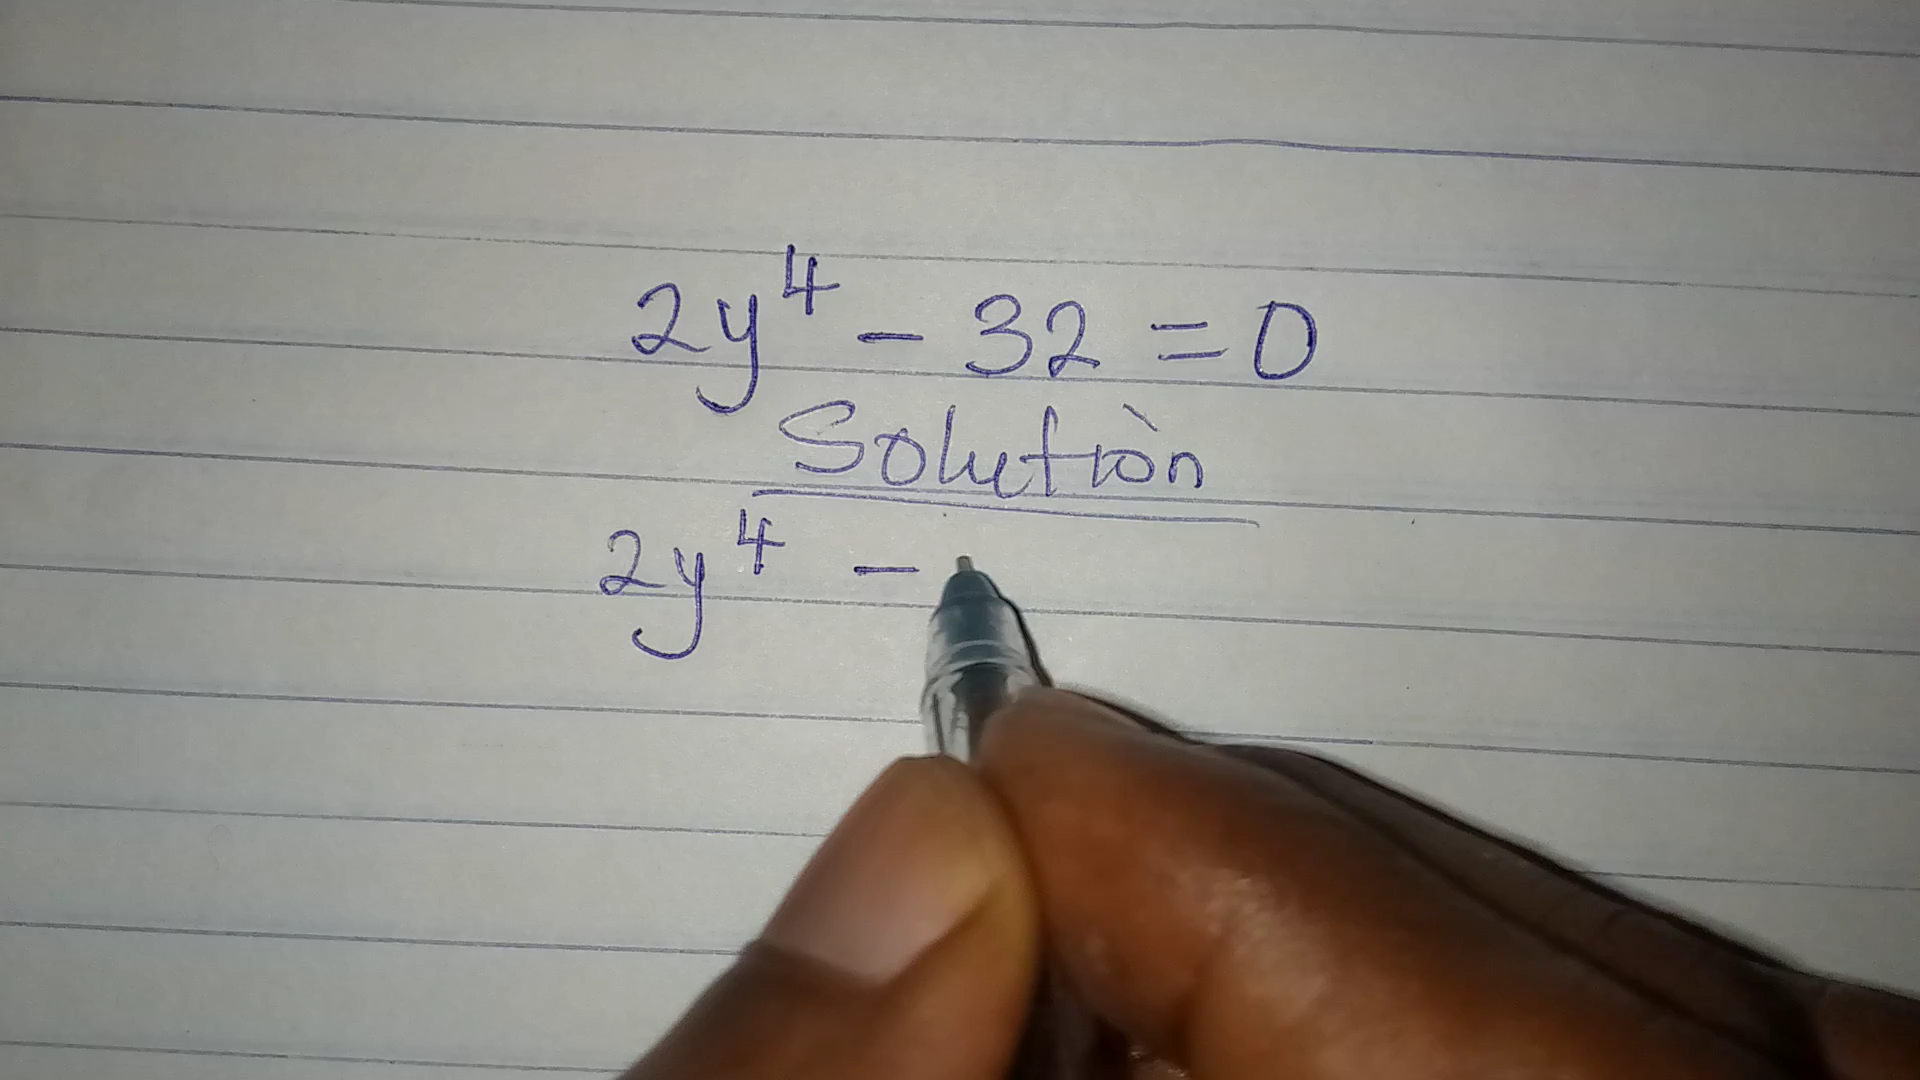 2y⁴ - 32 = 0
Solution
2y⁴ -